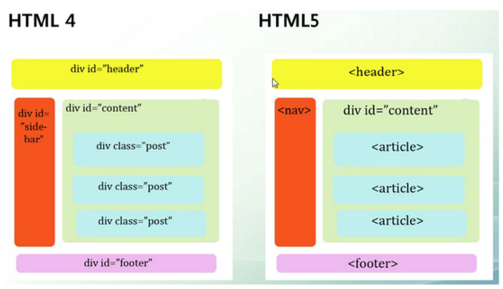 HTML 4
div id="header"
div id=
"side-
bar"
div id="content"
div class="post"
div class="post"
div class="post"
div id="footer"
HTML5
<header>
<nav>
div id="content"
<article>
<article>
<article>
<footer>